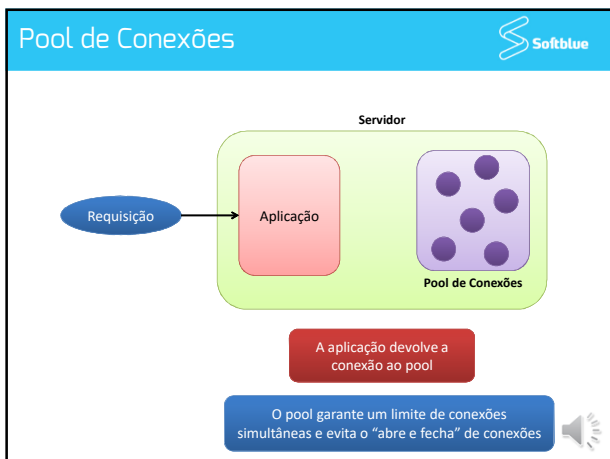 Pool de Conexões
Softblue
Servidor
Requisição
Aplicação
Pool de Conexões
A aplicação devolve a
conexão ao pool
O pool garante um limite de conexões
simultâneas e evita o “abre e fecha” de conexões